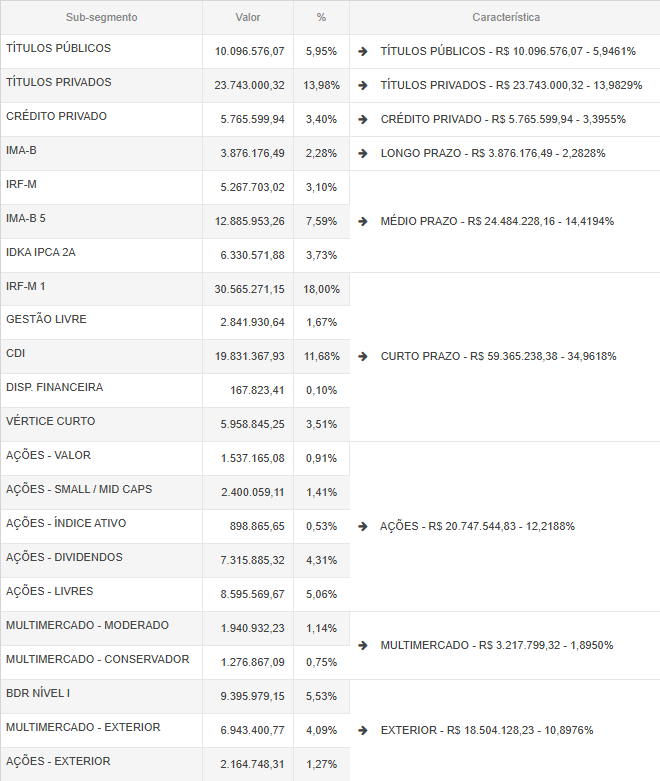 Sub-segmento Valor % Característica
TÍTULOS PÚBLICOS 10.096.576,07 5,95% TÍTULOS PÚBLICOS - R$ 10.096.576,07 - 5,9461%
TÍTULOS PRIVADOS 23.743.000,32 13,98% TÍTULOS PRIVADOS - R$ 23.743.000,32 - 13,9829%
CRÉDITO PRIVADO 5.765.599,94 3,40% CRÉDITO PRIVADO - R$ 5.765.599,94 - 3,3955%
IMA-B 3.876.176,49 2,28% LONGO PRAZO - R$ 3.876.176,49 - 2,2828%
IRF-M 5.267.703,02 3,10%
IMA-B 5 12.885.953,26 7,59% MÉDIO PRAZO - R$ 24.484.228,16 - 14,4194%
IDKA IPCA 2A 6.330.571,88 3,73%
IRF-M 1 30.565.271,15 18,00%
GESTÃO LIVRE 2.841.930,64 1,67%
CDI 19.831.367,93 11,68% CURTO PRAZO - R$ 59.365.238,38 - 34,9618%
DISP. FINANCEIRA 167.823,41 0,10%
VÉRTICE CURTO 5.958.845,25 3,51%
AÇÕES - VALOR 1.537.165,08 0,91%
AÇÕES - SMALL / MID CAPS 2.400.059,11 1,41%
AÇÕES - ÍNDICE ATIVO 898.865,65 0,53% AÇÕES - R$ 20.747.544,83 - 12,2188%
AÇÕES - DIVIDENDOS 7.315.885,32 4,31%
AÇÕES - LIVRES 8.595.569,67 5,06%
MULTIMERCADO - MODERADO 1.940.932,23 1,14%
MULTIMERCADO - R$ 3.217.799,32 - 1,8950%
MULTIMERCADO - CONSERVADOR 1.276.867,09 0,75%
BDR NÍVEL I 9.395.979,15 5,53%
MULTIMERCADO - EXTERIOR 6.943.400,77 4,09% EXTERIOR - R$ 18.504.128,23 - 10,8976%
AÇÕES - EXTERIOR 2.164.748,31 1,27%